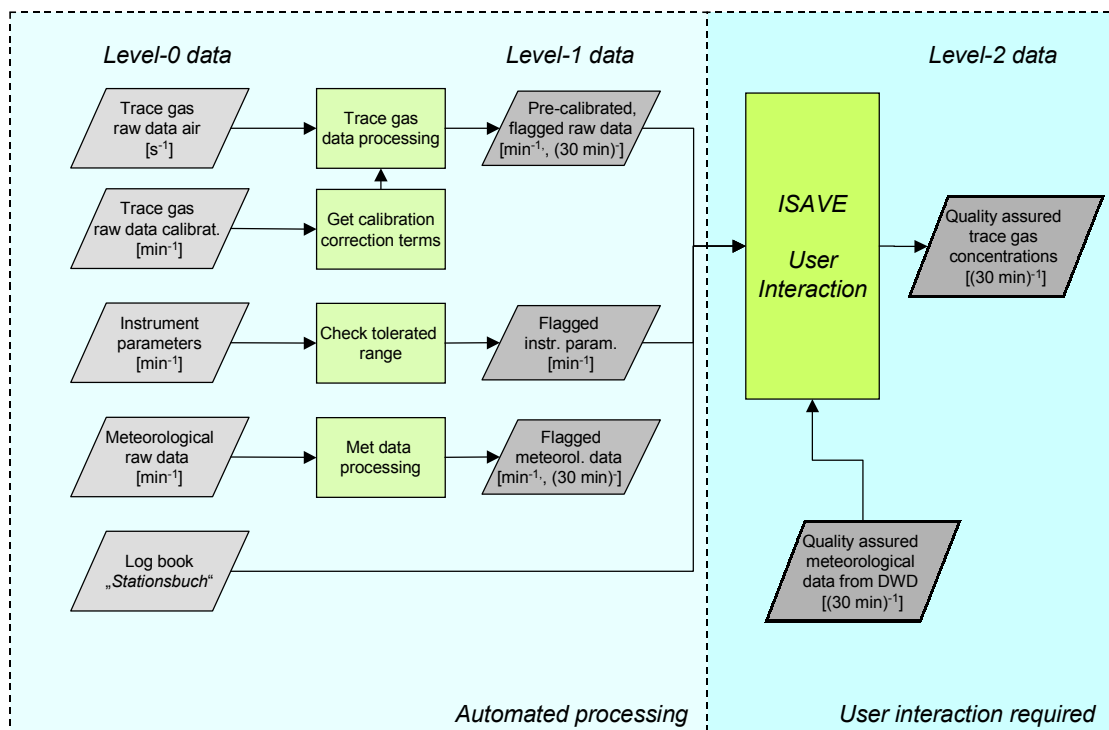 Level-0 data
Level-1 data
Level-2 data
Trace gas
raw data air
[s⁻¹]
Trace gas
data processing
Pre-calibrated,
flagged raw data
[min⁻¹˒, (30 min)⁻]
Trace gas
raw data calibrat.
[min⁻¹]
Get calibration
correction terms
ISAVE
User
Interaction
Quality assured
trace gas
concentrations
[(30 min)⁻¹]
Instrument
parameters
[min⁻¹]
Check tolerated
range
Flagged
instr. param.
[min⁻¹]
Meteorological
raw data
[min⁻¹]
Met data
processing
Flagged
meteorol. data
[min⁻¹˒, (30 min)⁻]
Log book
„Stationsbuch“
Quality assured
meteorological
data from DWD
[(30 min)⁻¹]
Automated processing
User interaction required